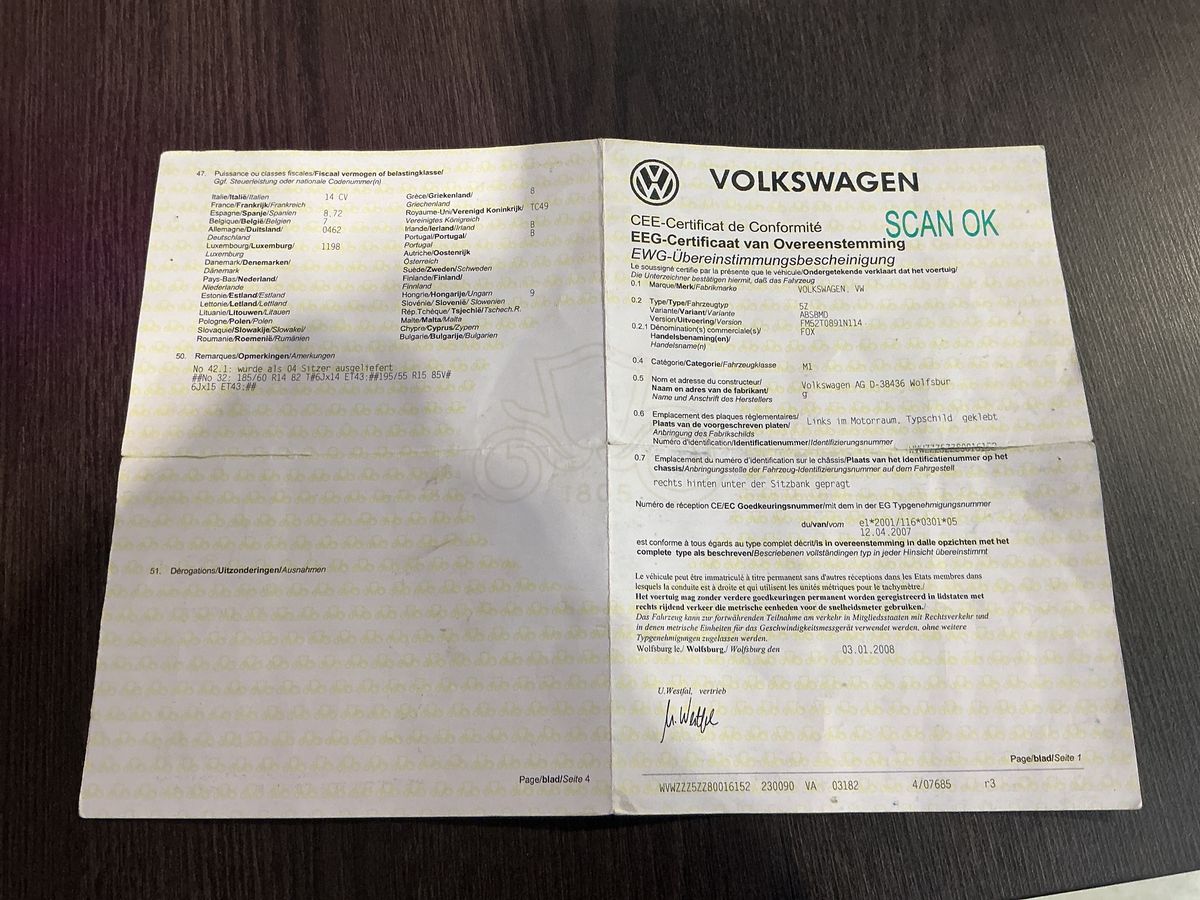 47. Puissance ou classes fiscales/Fiscaal vermogen of belastingklasse/
Ggf. Steuerleistung oder nationale Codenummer(n)
Italie/Italië/Italien 14 CV
France/Frankrijk/Frankreich
Espagne/Spanje/Spanien 8,72
Belgique/België/Belgien 7
Allemagne/Duitsland/ 0462
Deutschland
Luxembourg/Luxemburg/ 1198
Luxemburg
Danemark/Denemarken/
Dänemark
Pays-Bas/Nederland/
Niederlande
Estonie/Estland/Estland
Lettonie/Letland/Lettland
Lituanie/Litouwen/Litauen
Pologne/Polen/Polen
Slovaquie/Slowakije/Slowakei
Roumanie/Roemenië/Rumänien
Grèce/Griekenland/ 8
Griechenland
Royaume-Uni/Verenigd Koninkrijk/ TC49
Vereinigtes Königreich
Irlande/Ierland/Irland 8
Portugal/Portugal/ 8
Portugal
Autriche/Oostenrijk
Österreich
Suède/Zweden/Schweden
Finlande/Finland/
Finnland
Hongrie/Hongarije/Ungarn 9
Slovénie/ Slovenië/ Slowenien
Rép.Tchèque/ Tsjechië/Tschech.R.
Malte/Malta/Malta
Chypre/Cyprus/Zypern
Bulgarie/Bulgarije/Bulgarien
50. Remarques/Opmerkingen/Amerkungen
No 42.1: wurde als 04 Sitzer ausgeliefert
##No 32: 185/60 R14 82 T#6Jx14 ET43:##195/55 R15 85V#
6Jx15 ET43:##
51. Dérogations/Uitzonderingen/Ausnahmen
1805
Page/blad/Seite 4
VOLKSWAGEN
CEE-Certificat de Conformité
SCAN OK
EEG-Certificaat van Overeenstemming
EWG-Übereinstimmungsbescheinigung
Le soussigné certifie par la présente que le véhicule/Ondergetekende verklaart dat het voertuig/
Die Unterzeichner bestätigen hiermit, daß das Fahrzeug
0.1 Marque/Merk/Fabrikmarke VOLKSWAGEN, VW
0.2 Type/Type/Fahrzeugtyp 5Z
Variante/Variant/Variante ABSBMD
Version/Uitvoering/Version FM52T0891N114
0.2.1 Dénomination(s) commerciale(s)/ FOX
Handelsbenaming(en)/
Handelsname(n)
0.4 Catégorie/Categorie/Fahrzeugklasse M1
0.5 Nom et adresse du constructeur/ Volkswagen AG D-38436 Wolfsbur
Naam en adres van de fabrikant/ g
Name und Anschrift des Herstellers
0.6 Emplacement des plaques réglementaires/
Plaats van de voorgeschreven platen/ Links im Motorraum, Typschild geklebt
Anbringung des Fabrikschilds
Numéro d'identification/Identificatienummer/Identifizierungsnummer
0.7 Emplacement du numéro d'identification sur le châssis/Plaats van het identificatienummer op het
chassis/Anbringungsstelle der Fahrzeug-Identifizierungsnummer auf dem Fahrgestell
rechts hinten unter der Sitzbank gepragt
Numéro de réception CE/EC Goedkeuringsnummer/mit dem in der EG Typgenehmigungsnummer
du/van/vom e1*2001/116*0301*05
12.04.2007
est conforme à tous égards au type complet décrit/is in overeenstemming in dalle opzichten met het
complete type als beschreven/Beschriebenen vollständingen typ in jeder Hinsicht übereinstimmt
Le véhicule peut être immatriculé à titre permanent sans d'autres réceptions dans les Etats membres dans
lesquels la conduite est à droite et qui utilisent les unités métriques pour le tachymètre./
Het voertuig mag zonder verdere goedkeuringen permanent worden geregistreerd in lidstaten met
rechts rijdend verkeer die metrische eenheden voor de snelheidsmeter gebruiken./
Das Fahrzeug kann zur fortwährenden Teilnahme am verkehr in Mitgliedsstaaten mit Rechtsverkehr und
in denen metrische Einheiten für das Geschwindigkeitsmessgerät verwendet werden, ohne weitere
Typgenehmigungen zugelassen werden.
Wolfsburg le./ Wolfsburg,/ Wolfsburg den 03.01.2008
U.Westfal, vertrieb
Page/blad/Seite 1
WVWZZZ5ZZ80016152 230090 VA 03182 4/07685 r3